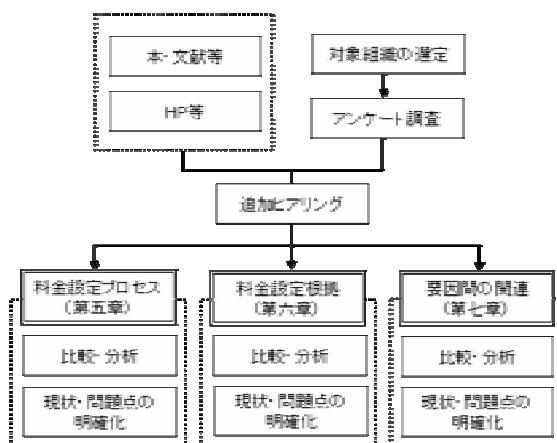 本・文献等
対象組織の選定
HP等
アンケート調査
追加ヒアリング
料金設定プロセス
(第五章)
料金設定根拠
(第六章)
要因間の関連
(第七章)
比較・分析
比較・分析
比較・分析
現状・問題点の
明確化
現状・問題点の
明確化
現状・問題点の
明確化